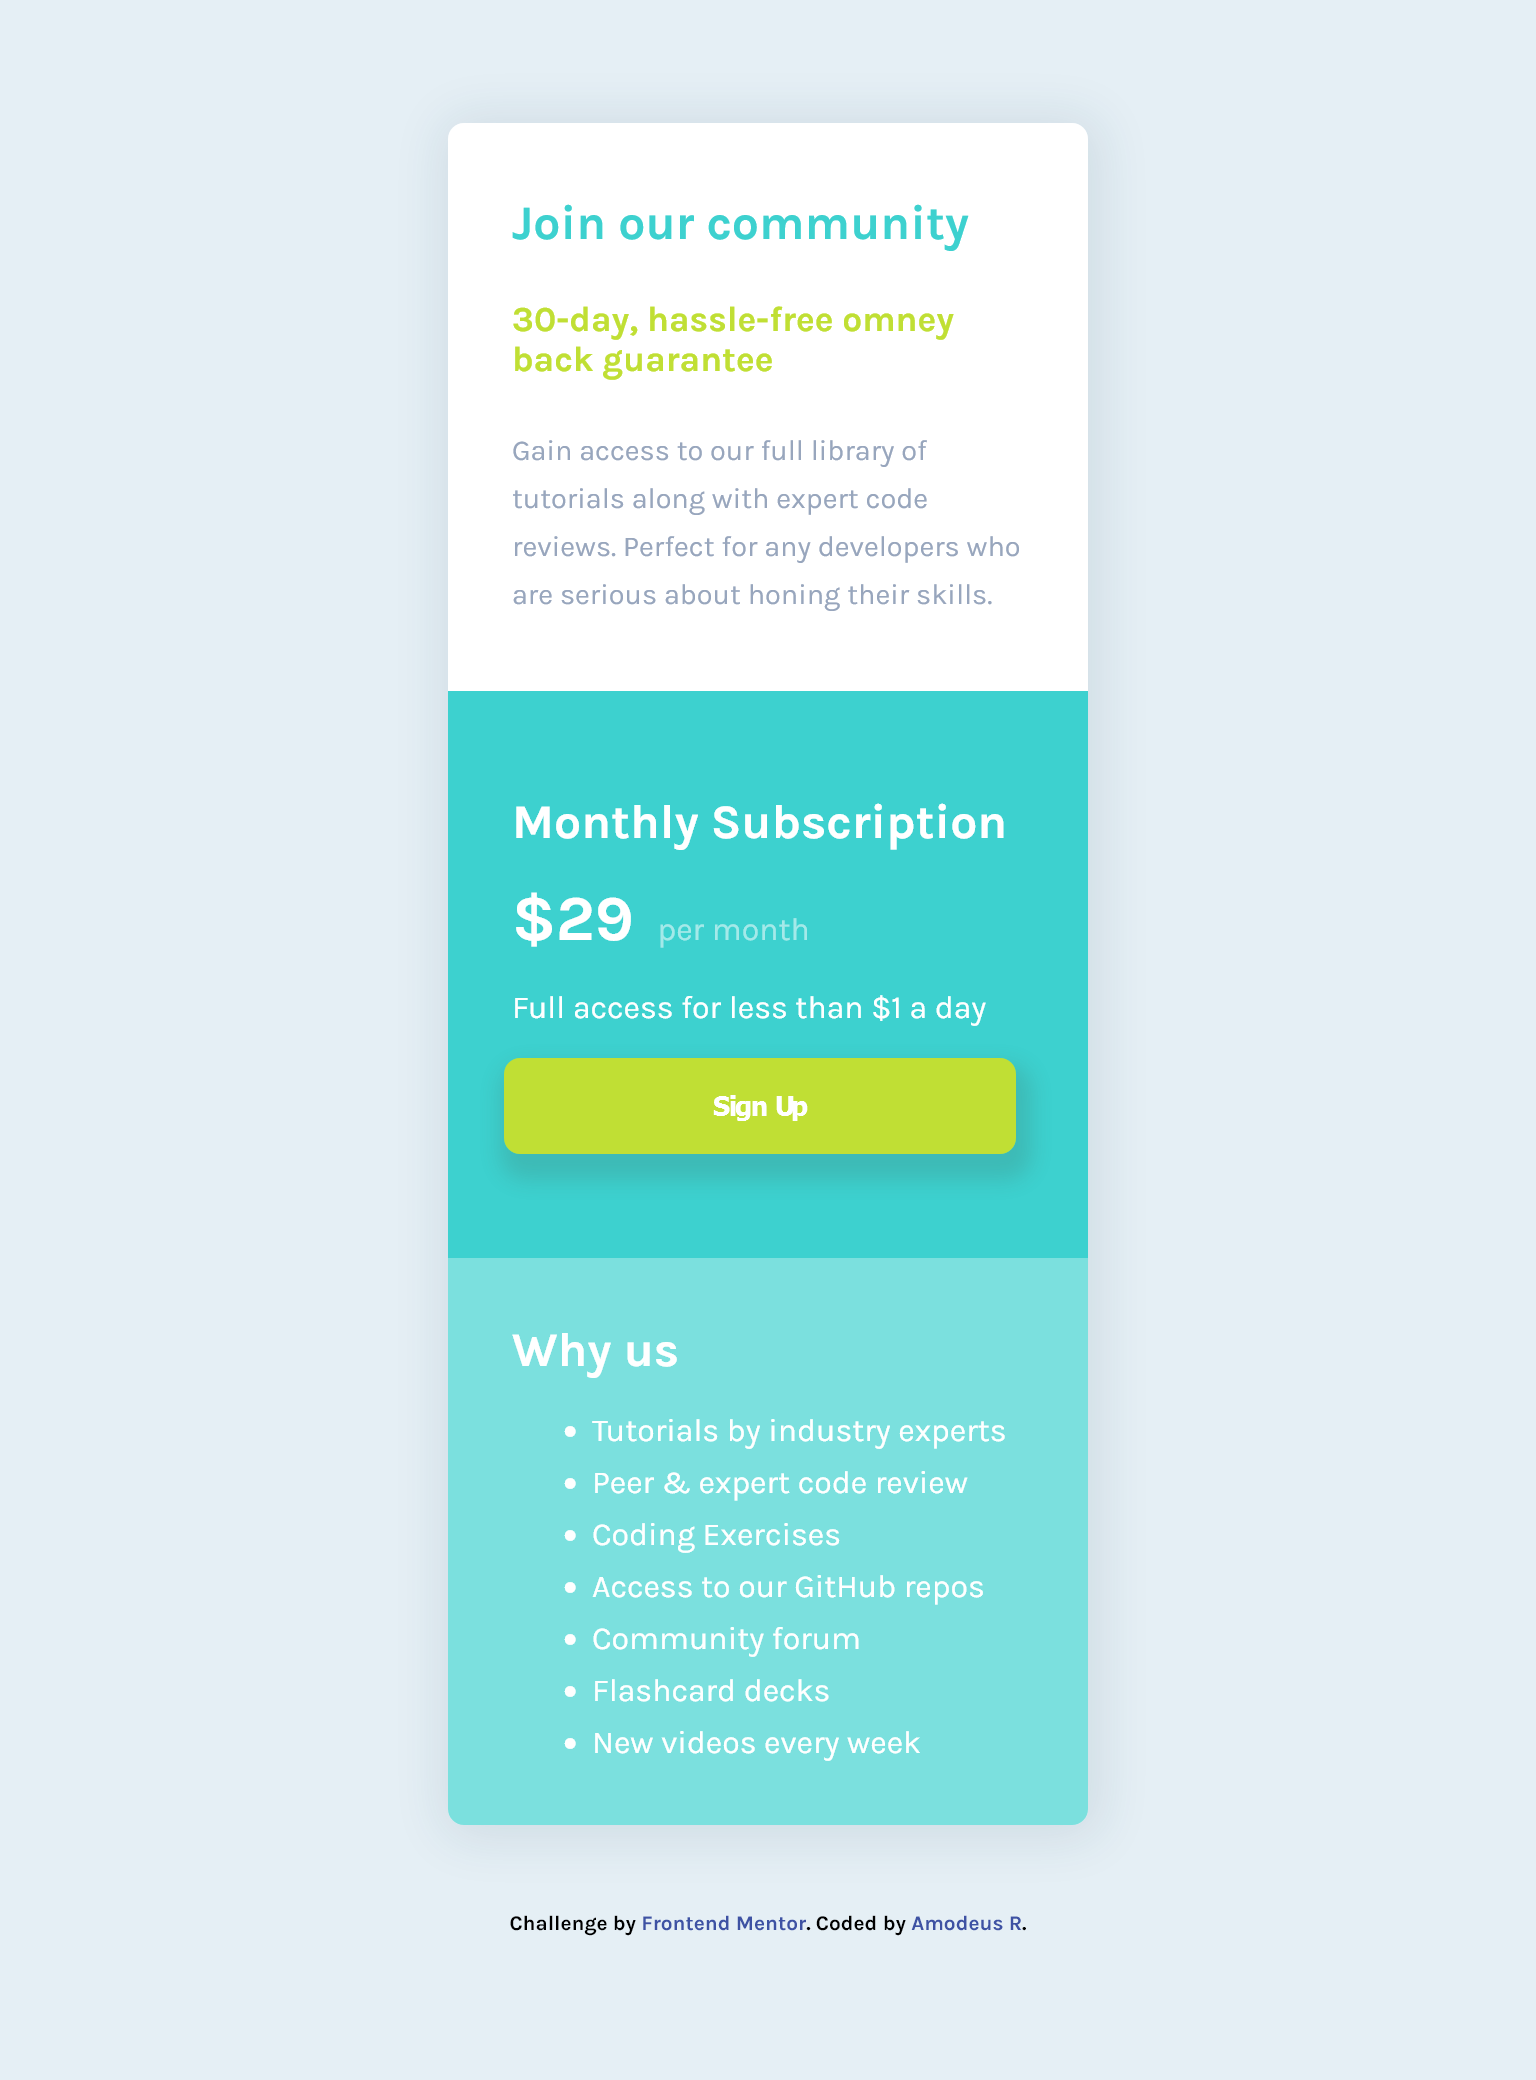 Join our community
30-day, hassle-free omney
back guarantee
Gain access to our full library of
tutorials along with expert code
reviews. Perfect for any developers who
are serious about honing their skills.
Monthly Subscription
$29 per month
Full access for less than $1 a day
Sign Up
Why us
• Tutorials by industry experts
• Peer & expert code review
• Coding Exercises
• Access to our GitHub repos
• Community forum
• Flashcard decks
• New videos every week
Challenge by Frontend Mentor. Coded by Amodeus R.